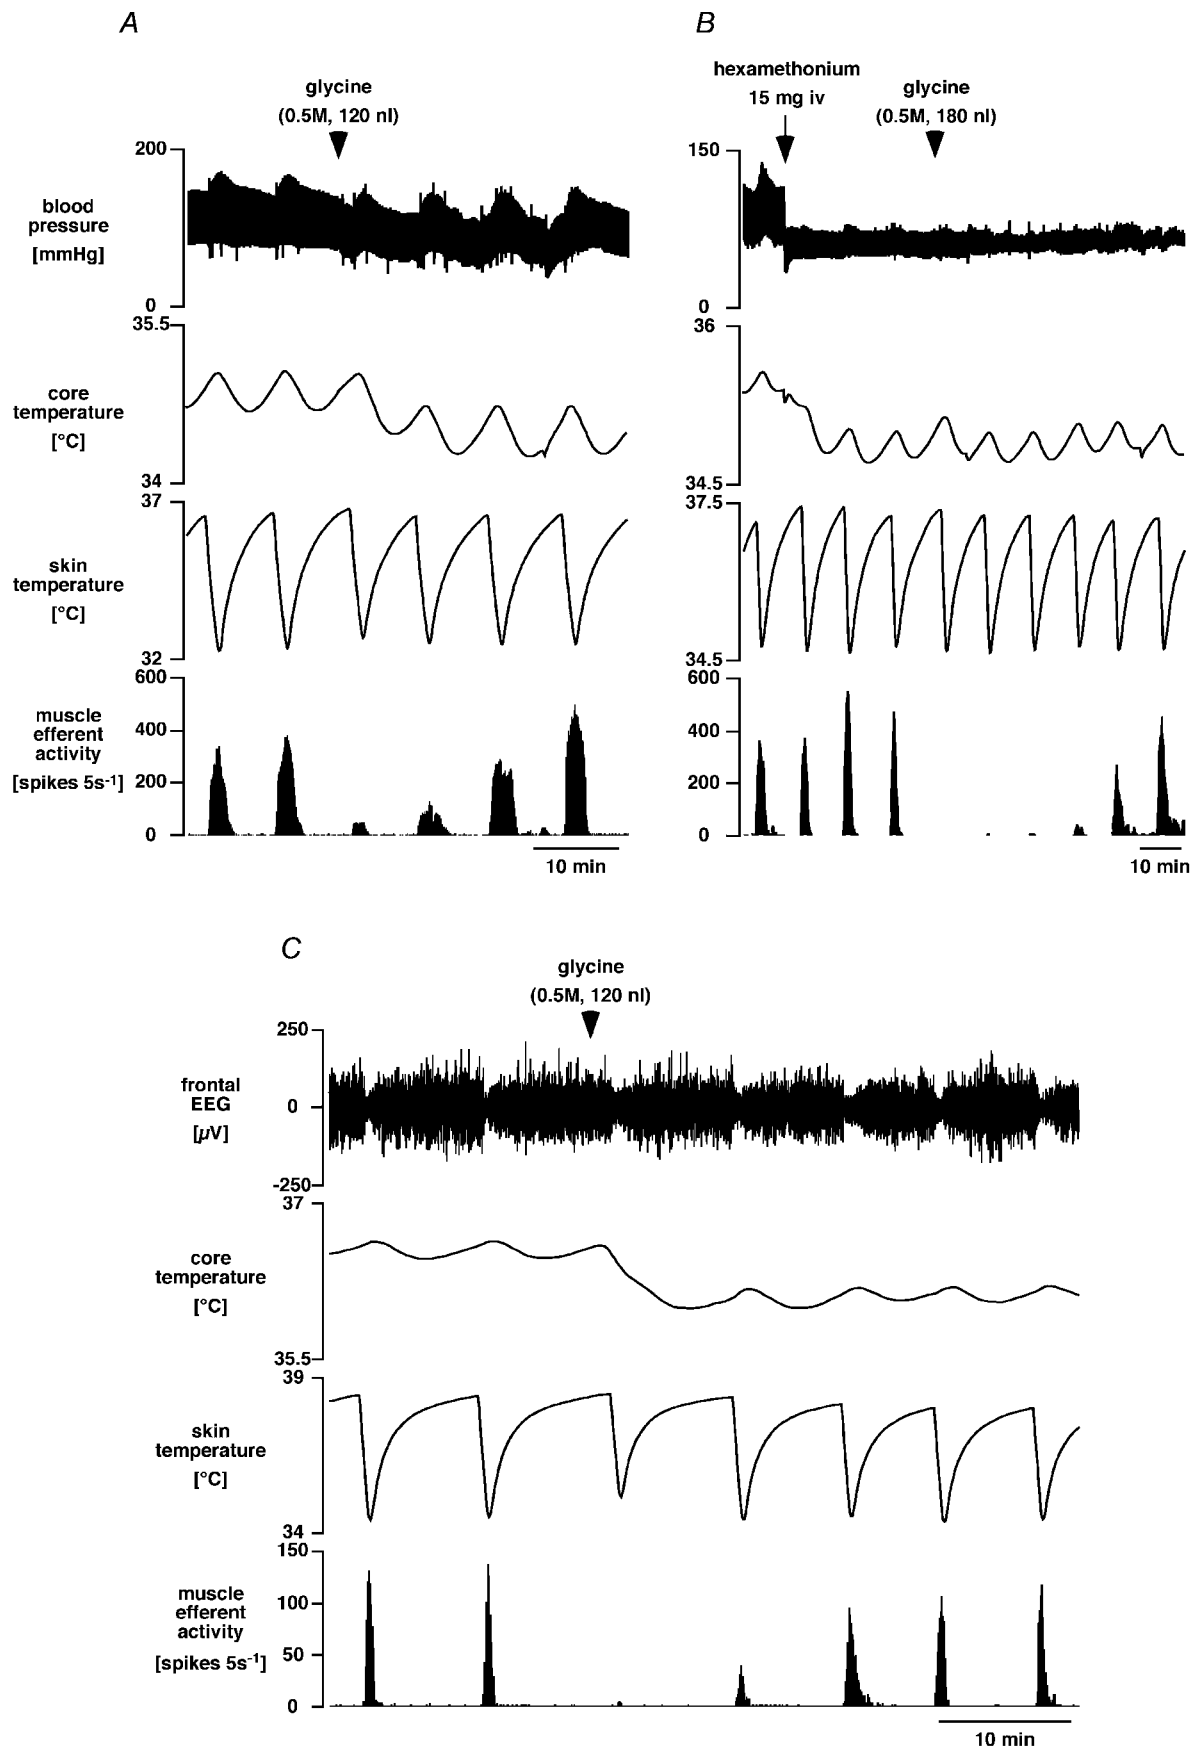 A
B
hexamethonium
15 mg iv
glycine
(0.5M, 120 nl)
glycine
(0.5M, 180 nl)
200
0
150
0
blood
pressure
[mmHg]
35.5
34
36
34.5
core
temperature
[°C]
37
32
37.5
34.5
skin
temperature
[°C]
600
400
200
0
600
400
200
0
muscle
efferent
activity
[spikes 5s-1]
10 min
10 min
C
glycine
(0.5M, 120 nl)
250
0
-250
frontal
EEG
[µV]
37
35.5
core
temperature
[°C]
39
34
skin
temperature
[°C]
150
100
50
0
muscle
efferent
activity
[spikes 5s-1]
10 min